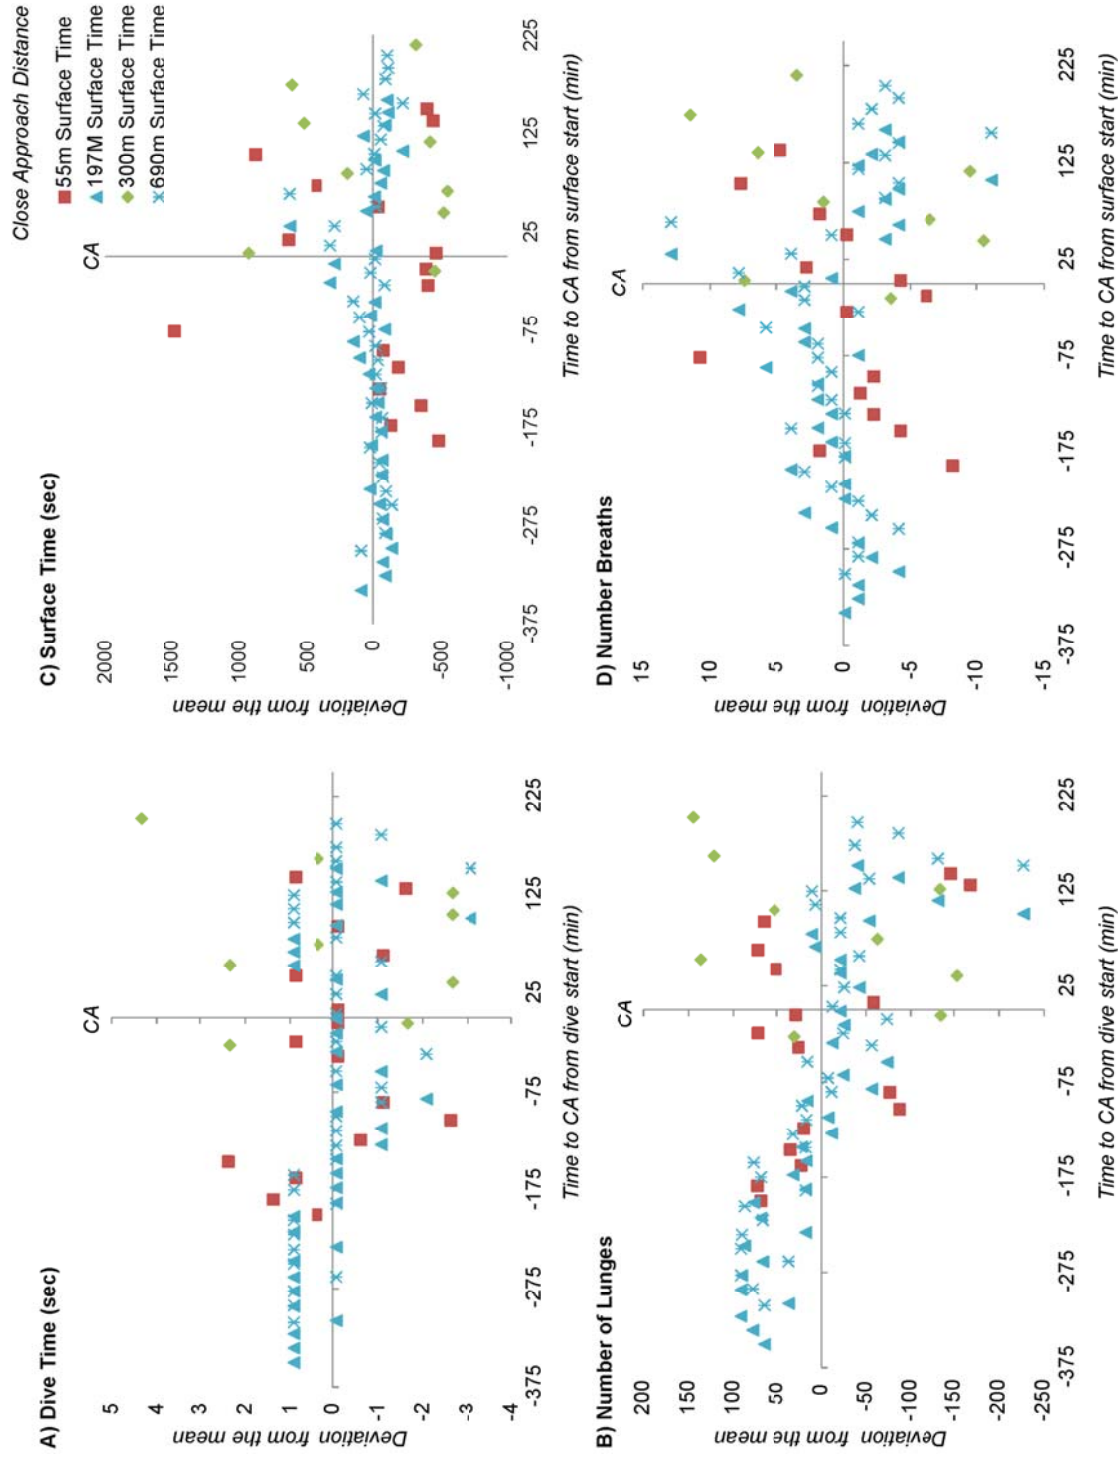 Close Approach Distance
55m Surface Time
197M Surface Time
300m Surface Time
690m Surface Time
A) Dive Time (sec)
CA
Deviation from the mean
5
4
3
2
1
0
-1
-2
-3
-4
-375
-275
-175
-75
25
125
225
Time to CA from dive start (min)
C) Surface Time (sec)
CA
Deviation from the mean
2000
1500
1000
500
0
-500
-1000
-375
-275
-175
-75
25
125
225
Time to CA from surface start (min)
B) Number of Lunges
CA
Deviation from the mean
200
150
100
50
0
-50
-100
-150
-200
-250
-375
-275
-175
-75
25
125
225
Time to CA from dive start (min)
D) Number Breaths
CA
Deviation from the mean
15
10
5
0
-5
-10
-15
-375
-275
-175
-75
25
125
225
Time to CA from surface start (min)